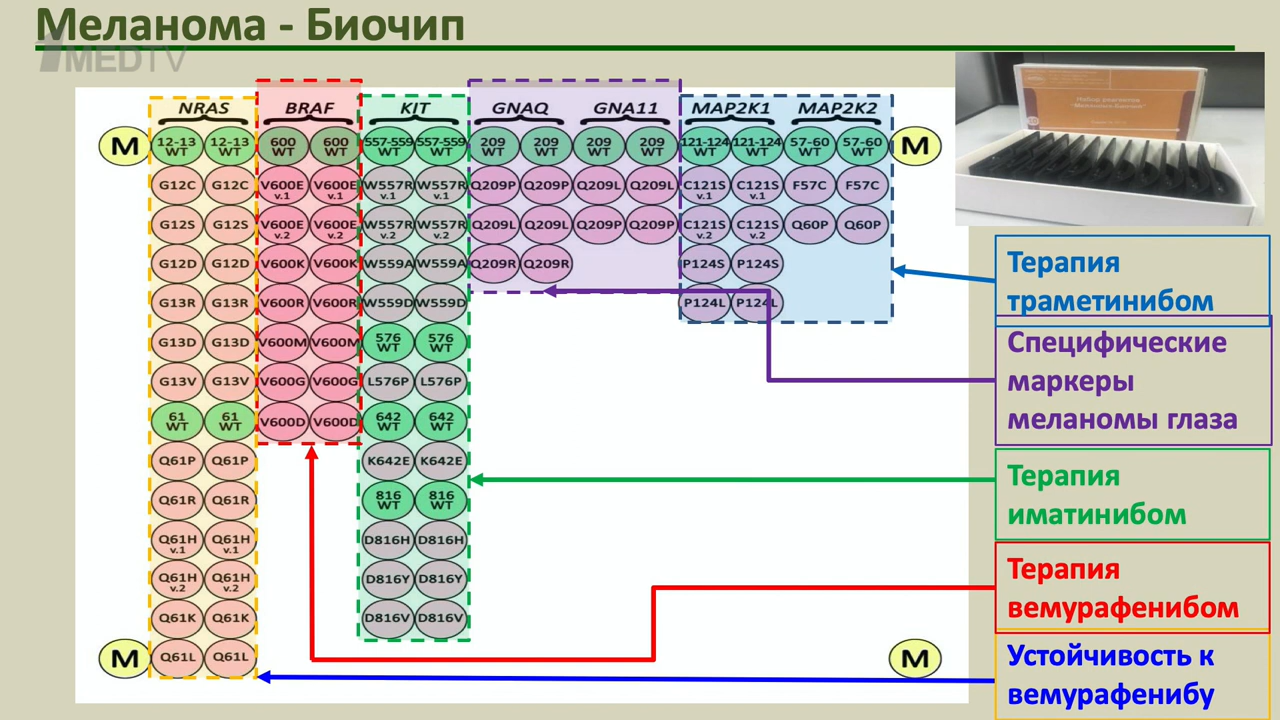 Меланома - Биочип
1MEDTV
NRAS BRAF KIT GNAQ GNA11 MAP2K1 MAP2K2
M 12-13 WT 12-13 WT 600 WT 600 WT 557-559 WT 557-559 WT 209 WT 209 WT 209 WT 209 WT 121-124 WT 121-124 WT 57-60 WT 57-60 WT M
G12C G12C V600E v.1 V600E v.1 W557R v.1 W557R v.1 Q209P Q209P Q209L Q209L C121S v.1 C121S v.1 F57C F57C
G12S G12S V600E v.2 V600E v.2 W557R v.2 W557R v.2 Q209L Q209L Q209P Q209P C121S v.2 C121S v.2 Q60P Q60P
G12D G12D V600K V600K W559A W559A Q209R Q209R P124S P124S
G13R G13R V600R V600R W559D W559D P124L P124L
G13D G13D V600M V600M 576 WT 576 WT
G13V G13V V600G V600G L576P L576P
61 WT 61 WT V600D V600D 642 WT 642 WT
Q61P Q61P K642E K642E
Q61R Q61R 816 WT 816 WT
Q61H v.1 Q61H v.1 D816H D816H
Q61H v.2 Q61H v.2 D816Y D816Y
Q61K Q61K D816V D816V
M Q61L Q61L M
Набор реагентов
"Меланома-Биочип"
Терапия
траметинибом
Специфические
маркеры
меланомы глаза
Терапия
иматинибом
Терапия
вемурафенибом
Устойчивость к
вемурафенибу